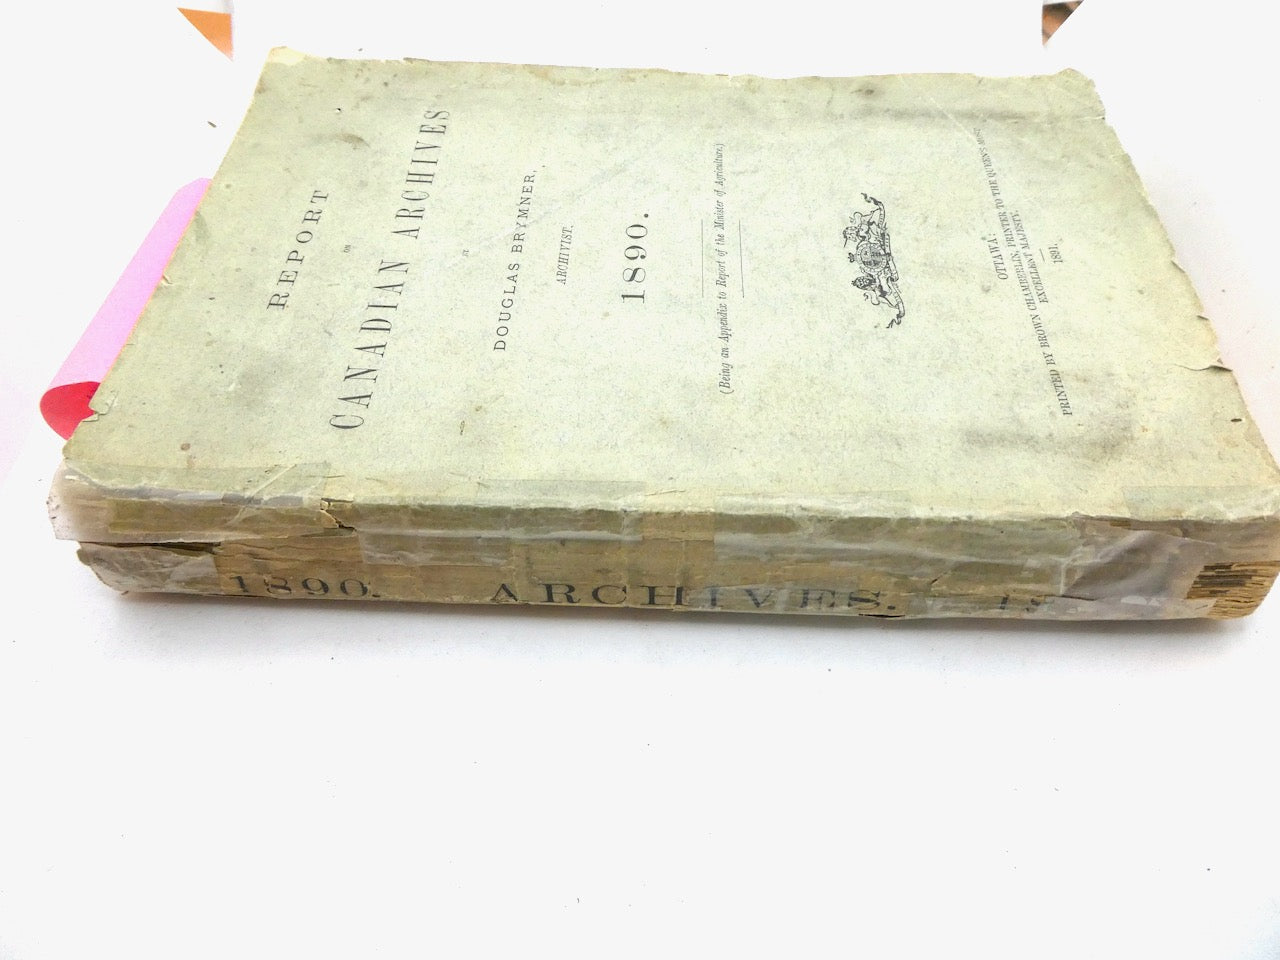 REPORT
ON
CANADIAN ARCHIVES
BY
DOUGLAS BRYMNER,
ARCHIVIST.
1890.
(Being an Appendix to Report of the Minister of Agriculture.)
OTTAWA:
PRINTED BY BROWN CHAMBERLIN, PRINTER TO THE QUEEN'S MOST
EXCELLENT MAJESTY.
1891.
1890. ARCHIVES.